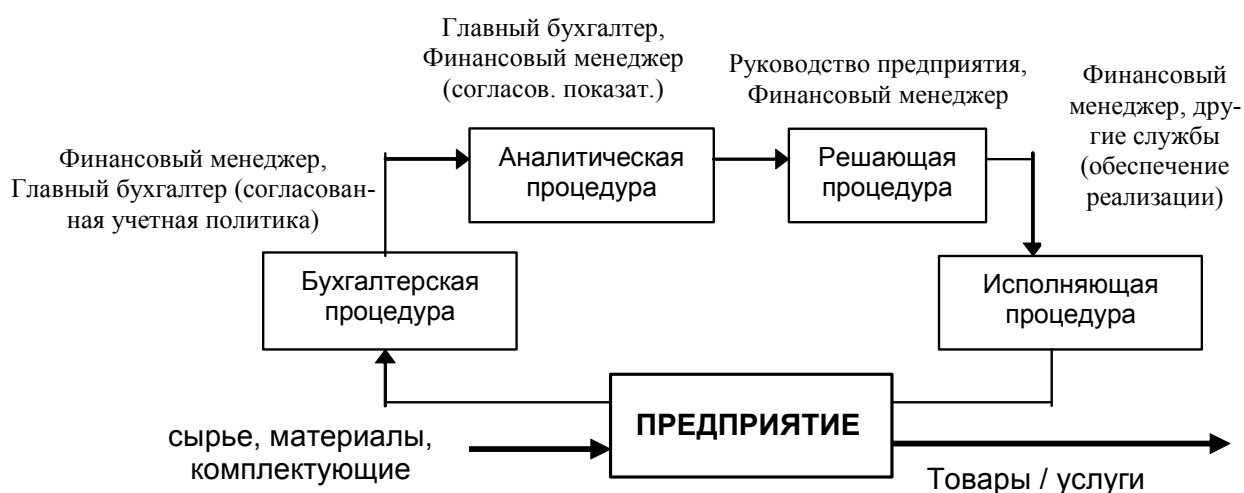 Главный бухгалтер,
Финансовый менеджер
(согласов. показат.)
Руководство предприятия,
Финансовый менеджер
Финансовый
менеджер, дру-
гие службы
(обеспечение
реализации)
Финансовый менеджер,
Главный бухгалтер (согласован-
ная учетная политика)
Аналитическая
процедура
Решающая
процедура
Бухгалтерская
процедура
Исполняющая
процедура
ПРЕДПРИЯТИЕ
сырье, материалы,
комплектующие
Товары / услуги